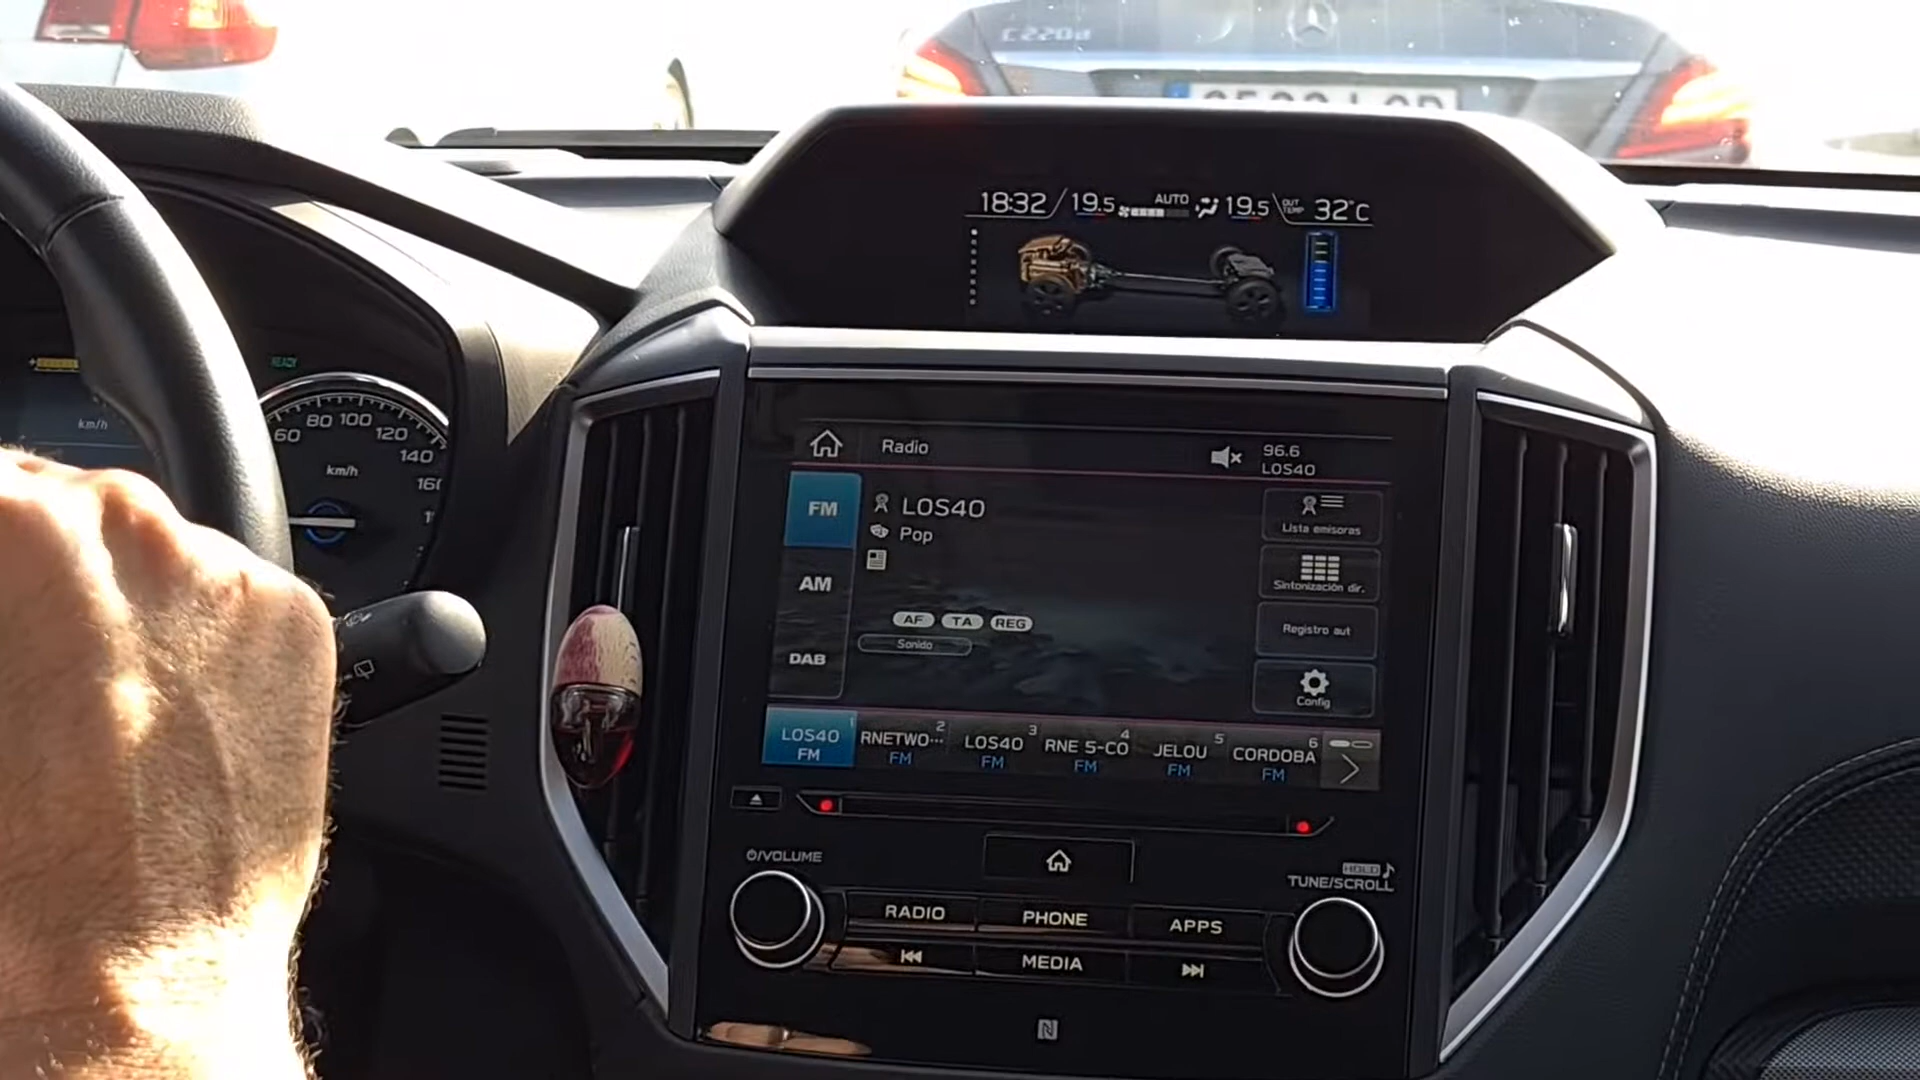 C220d
18:32
19.5
AUTO
19.5
OUT TEMP
32°C
READY
km/h
60 80 100 120 140 160
km/h
Radio
96.6
LOS40
FM
LOS40
Pop
Lista emisoras
AM
Sintonización dir.
AF TA REG
Registro aut
Sonido
DAB
Config
1 2 3 4 5 6
LOS40 RNETWO... LOS40 RNE 5-CO JELOU CORDOBA
FM FM FM FM FM FM
/VOLUME
HOLD
TUNE/SCROLL
RADIO PHONE APPS
MEDIA
N